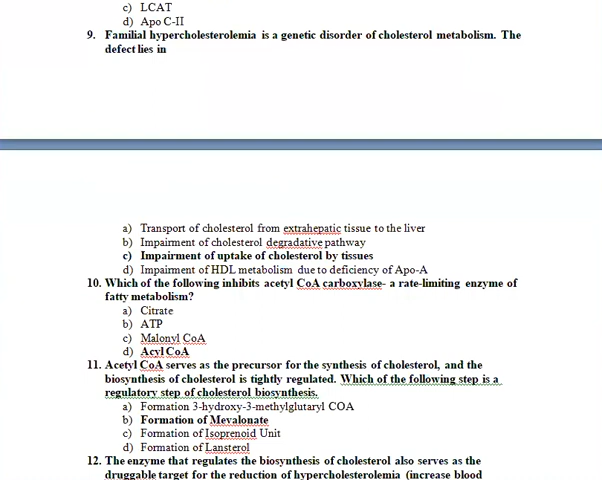 c) LCAT
d) Apo C-II
9. Familial hypercholesterolemia is a genetic disorder of cholesterol metabolism. The
defect lies in
a) Transport of cholesterol from extrahepatic tissue to the liver
b) Impairment of cholesterol degradative pathway
c) Impairment of uptake of cholesterol by tissues
d) Impairment of HDL metabolism due to deficiency of Apo-A
10. Which of the following inhibits acetyl CoA carboxylase- a rate-limiting enzyme of
fatty metabolism?
a) Citrate
b) ATP
c) Malonyl CoA
d) Acyl CoA
11. Acetyl CoA serves as the precursor for the synthesis of cholesterol, and the
biosynthesis of cholesterol is tightly regulated. Which of the following step is a
regulatory step of cholesterol biosynthesis.
a) Formation 3-hydroxy-3-methylglutaryl COA
b) Formation of Mevalonate
c) Formation of Isoprenoid Unit
d) Formation of Lansterol
12. The enzyme that regulates the biosynthesis of cholesterol also serves as the
druggable target for the reduction of hypercholesterolemia (increase blood